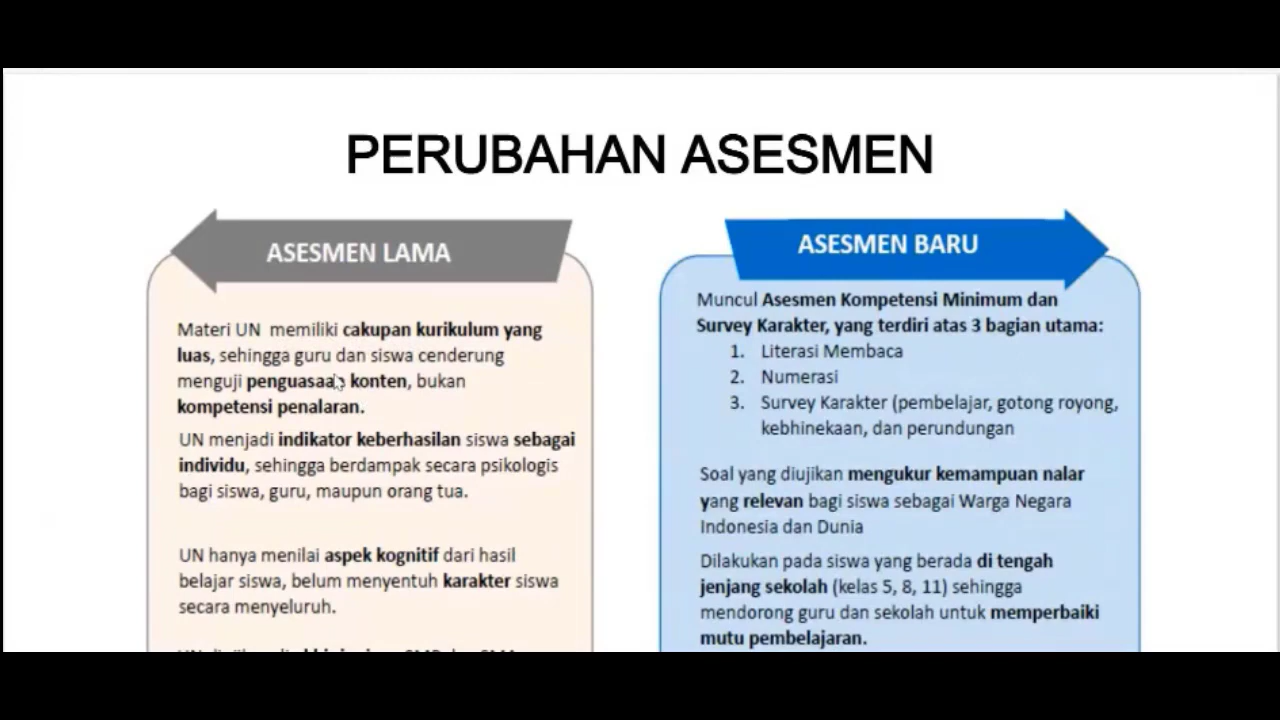 PERUBAHAN ASESMEN
ASESMEN LAMA
Materi UN memiliki cakupan kurikulum yang
luas, sehingga guru dan siswa cenderung
menguji penguasaan konten, bukan
kompetensi penalaran.
UN menjadi indikator keberhasilan siswa sebagai
individu, sehingga berdampak secara psikologis
bagi siswa, guru, maupun orang tua.
UN hanya menilai aspek kognitif dari hasil
belajar siswa, belum menyentuh karakter siswa
secara menyeluruh.
ASESMEN BARU
Muncul Asesmen Kompetensi Minimum dan
Survey Karakter, yang terdiri atas 3 bagian utama:
1. Literasi Membaca
2. Numerasi
3. Survey Karakter (pembelajar, gotong royong,
kebhinekaan, dan perundungan
Soal yang diujikan mengukur kemampuan nalar
yang relevan bagi siswa sebagai Warga Negara
Indonesia dan Dunia
Dilakukan pada siswa yang berada di tengah
jenjang sekolah (kelas 5, 8, 11) sehingga
mendorong guru dan sekolah untuk memperbaiki
mutu pembelajaran.